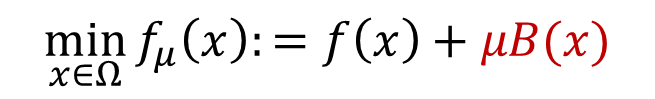 min f_μ(x): = f(x) + μB(x)
x∈Ω